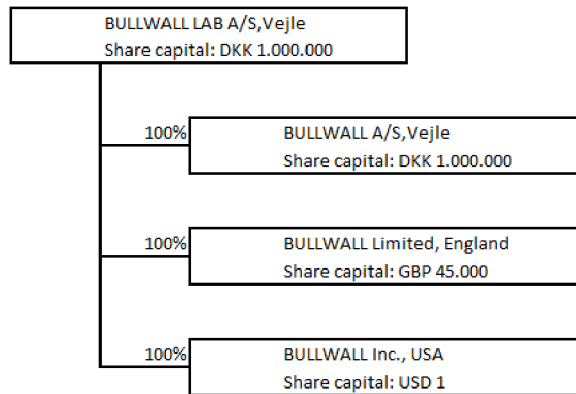 BULLWALL LAB A/S,Vejle
Share capital: DKK 1.000.000
100%
BULLWALL A/S,Vejle
Share capital: DKK 1.000.000
100%
BULLWALL Limited, England
Share capital: GBP 45.000
100%
BULLWALL Inc., USA
Share capital: USD 1